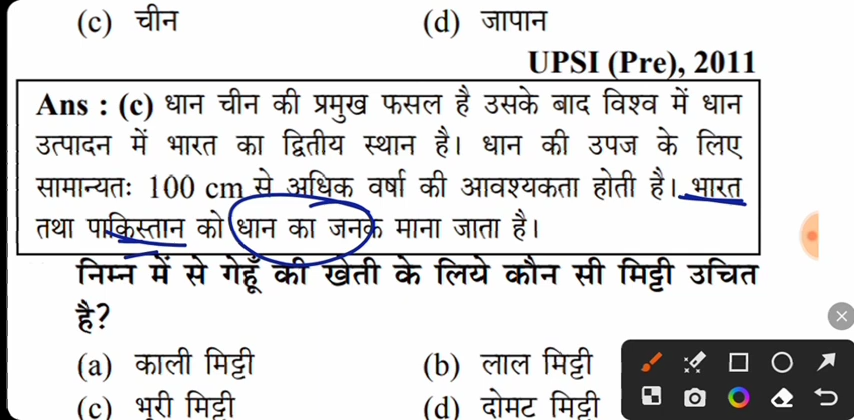 (c) चीन (d) जापान
UPSI (Pre), 2011
Ans : (c) धान चीन की प्रमुख फसल है उसके बाद विश्व में धान
उत्पादन में भारत का द्वितीय स्थान है। धान की उपज के लिए
सामान्यतः 100 cm से अधिक वर्षा की आवश्यकता होती है। भारत
तथा पाकिस्तान को धान का जनक माना जाता है।
निम्न में से गेहूँ की खेती के लिये कौन सी मिट्टी उचित
है?
(a) काली मिट्टी (b) लाल मिट्टी
(c) भूरी मिट्टी (d) दोमट मिट्टी